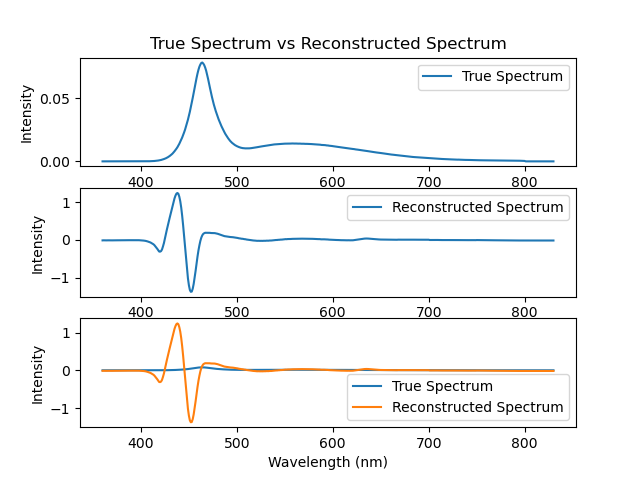 True Spectrum vs Reconstructed Spectrum
Intensity
0.05
0.00
True Spectrum
400 500 600 700 800
Intensity
1
0
−1
Reconstructed Spectrum
400 500 600 700 800
Intensity
1
0
−1
True Spectrum
Reconstructed Spectrum
400 500 600 700 800
Wavelength (nm)